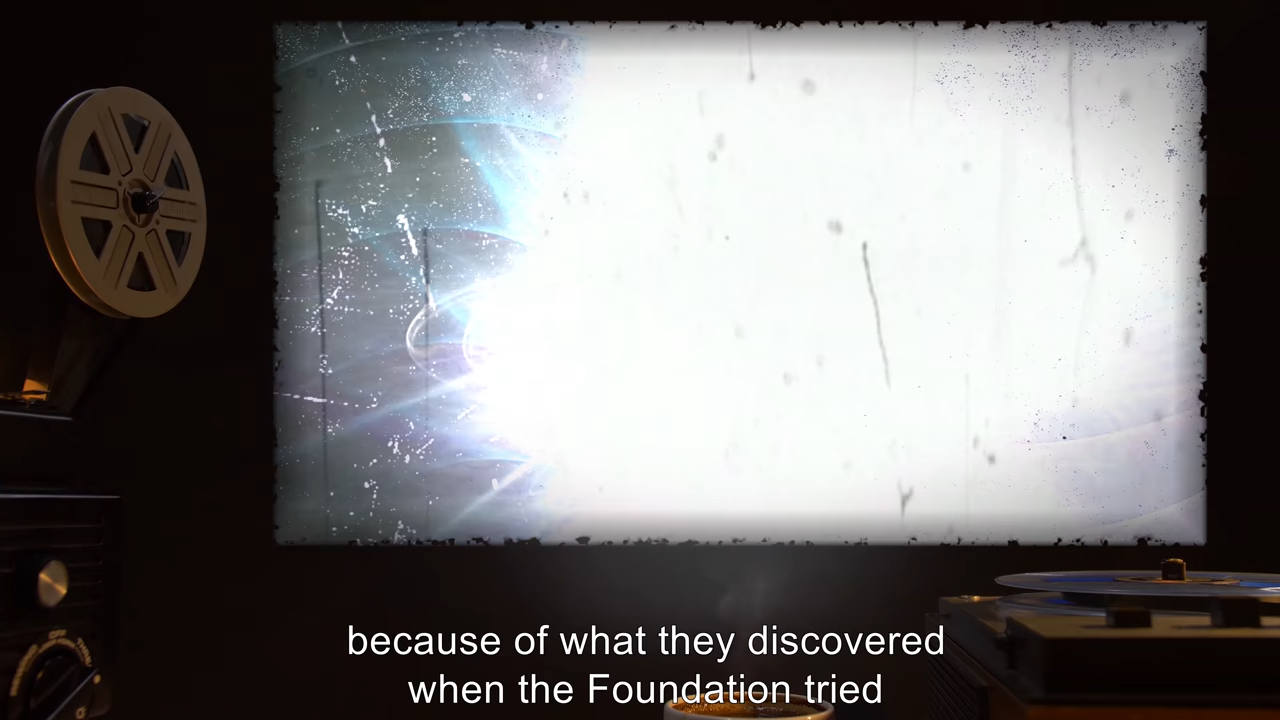 because of what they discovered
when the Foundation tried